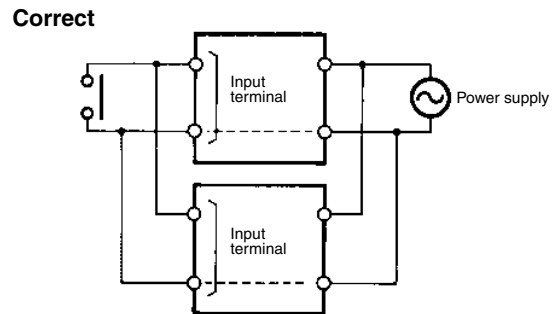 Correct
Input
terminal
Power supply
Input
terminal